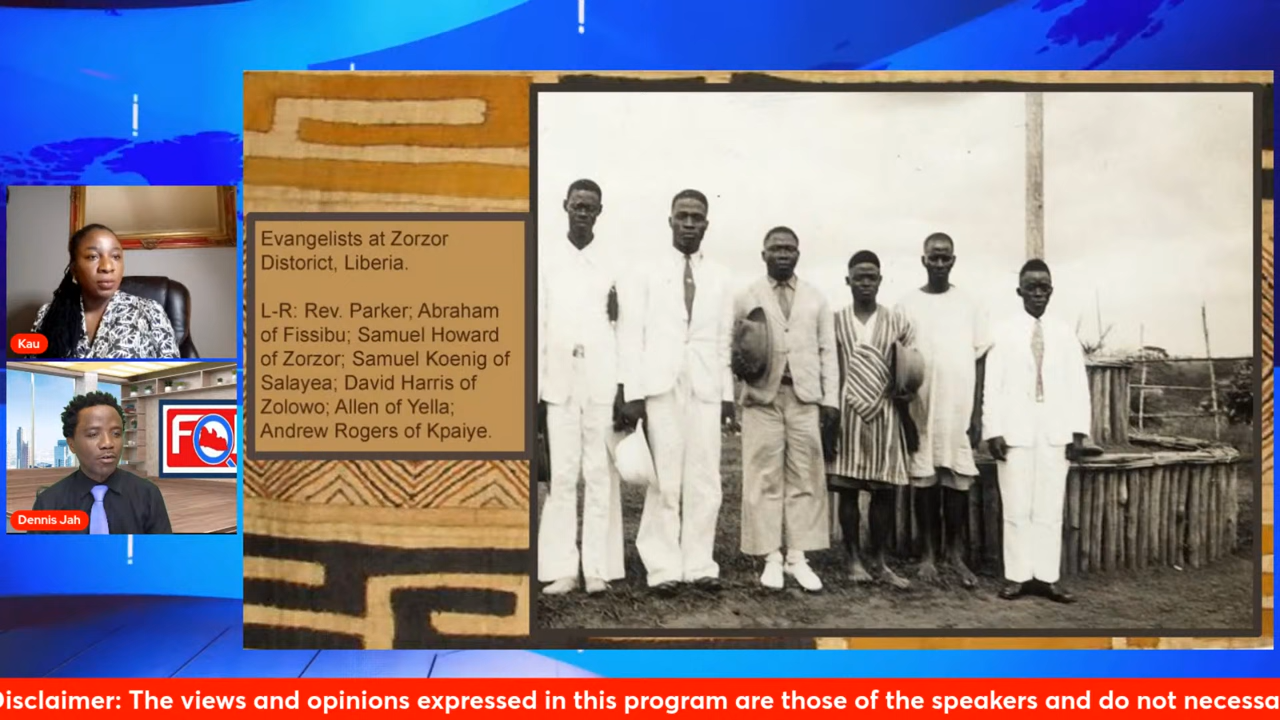 Evangelists at Zorzor
Distorict, Liberia.
L-R: Rev. Parker; Abraham
of Fissibu; Samuel Howard
of Zorzor; Samuel Koenig of
Salayea; David Harris of
Zolowo; Allen of Yella;
Andrew Rogers of Kpaiye.
Kau
Dennis Jah
Disclaimer: The views and opinions expressed in this program are those of the speakers and do not necessa